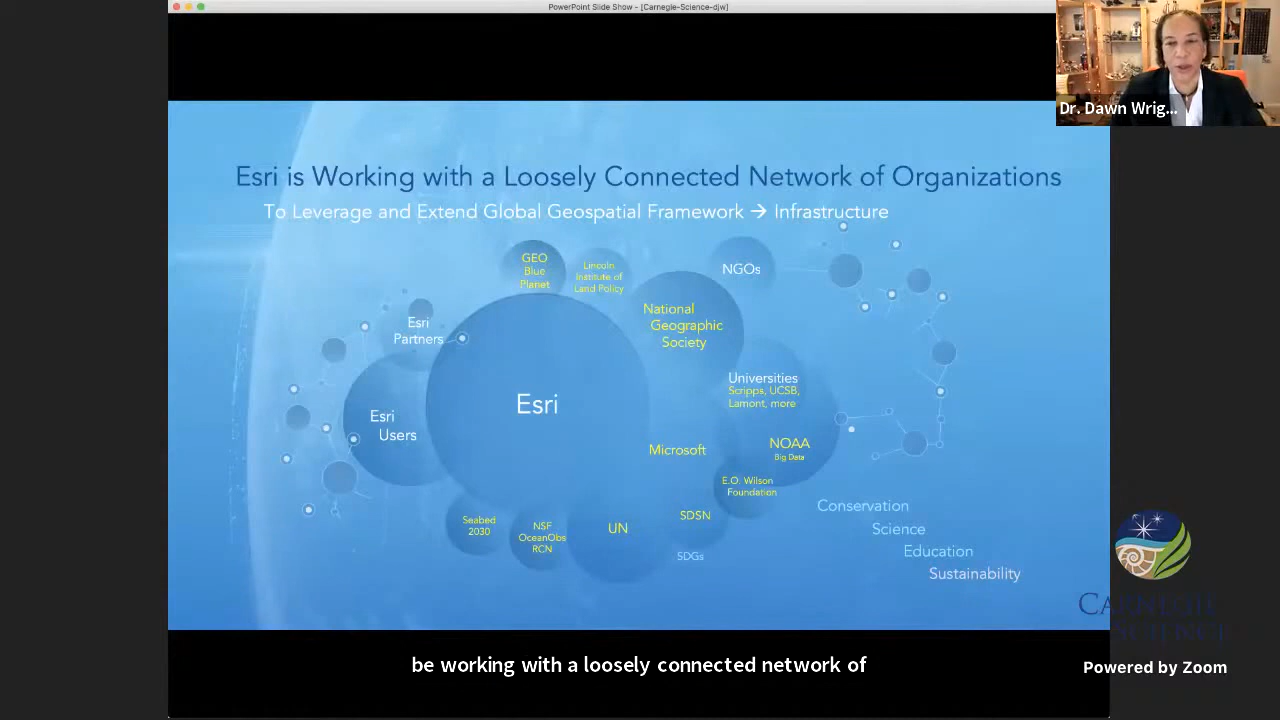 PowerPoint Slide Show - [Carnegie-Science-djw]
Dr. Dawn Wrig...
Esri is Working with a Loosely Connected Network of Organizations
To Leverage and Extend Global Geospatial Framework → Infrastructure
GEO
Blue
Planet
Lincoln
Institute of
Land Policy
NGOs
National
Geographic
Society
Esri
Partners
Universities
Scripps, UCSB,
Lamont, more
Esri
Esri
Users
Microsoft
NOAA
Big Data
E.O. Wilson
Foundation
Seabed
2030
NSF
OceanObs
RCN
UN
SDSN
SDGs
Conservation
Science
Education
Sustainability
CARNEGIE
SCIENCE
be working with a loosely connected network of
Powered by Zoom